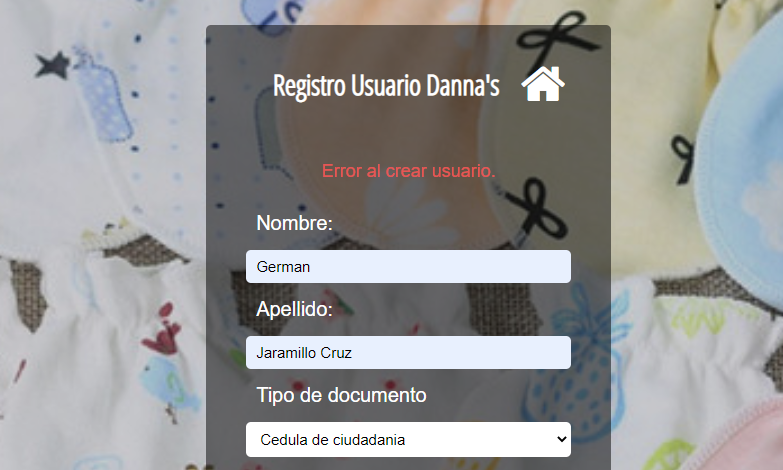 Registro Usuario Danna's
Error al crear usuario.
Nombre:
German
Apellido:
Jaramillo Cruz
Tipo de documento
Cedula de ciudadania